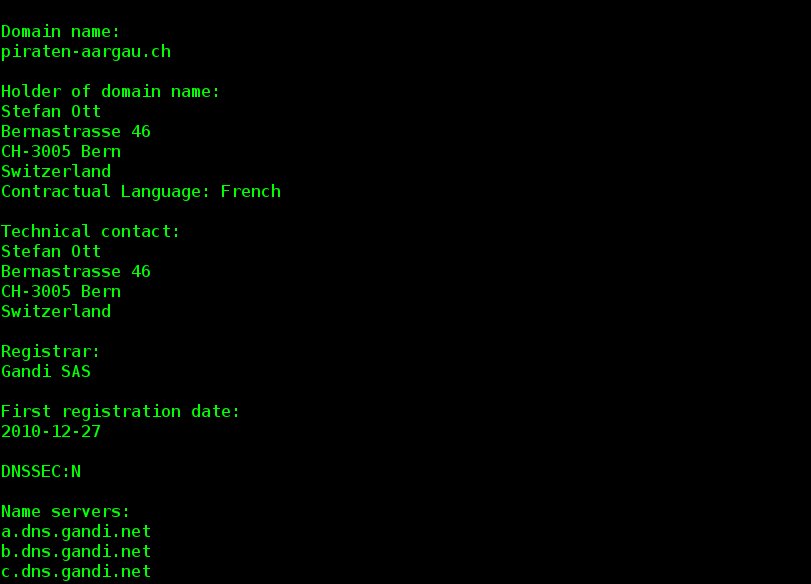 Domain name:
piraten-aargau.ch
Holder of domain name:
Stefan Ott
Bernastrasse 46
CH-3005 Bern
Switzerland
Contractual Language: French
Technical contact:
Stefan Ott
Bernastrasse 46
CH-3005 Bern
Switzerland
Registrar:
Gandi SAS
First registration date:
2010-12-27
DNSSEC:N
Name servers:
a.dns.gandi.net
b.dns.gandi.net
c.dns.gandi.net